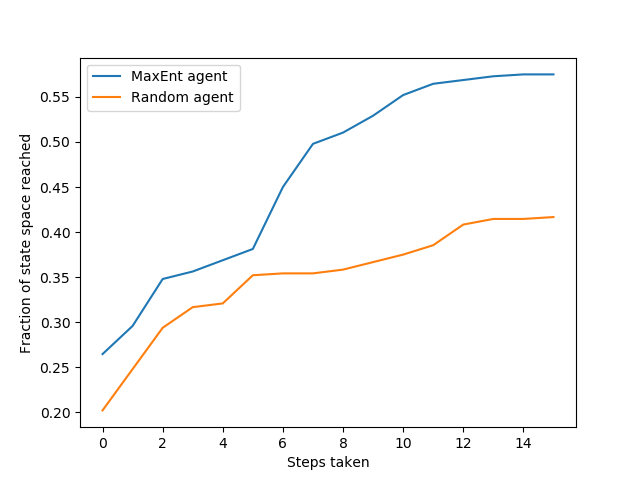 MaxEnt agent
Random agent
Fraction of state space reached
0.55
0.50
0.45
0.40
0.35
0.30
0.25
0.20
0 2 4 6 8 10 12 14
Steps taken